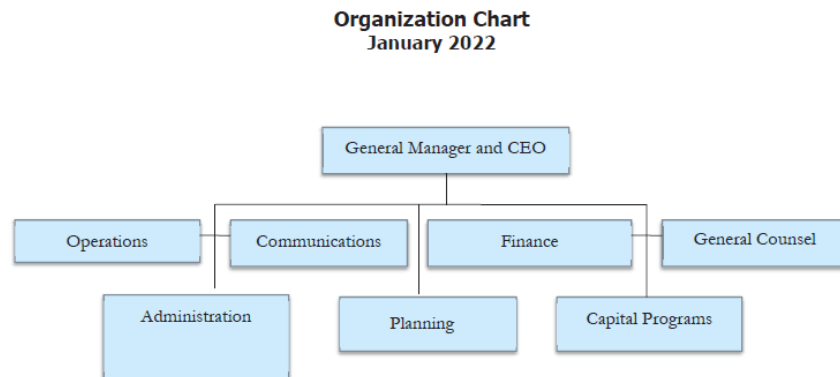 Organization Chart
January 2022
General Manager and CEO
Operations
Communications
Finance
General Counsel
Administration
Planning
Capital Programs